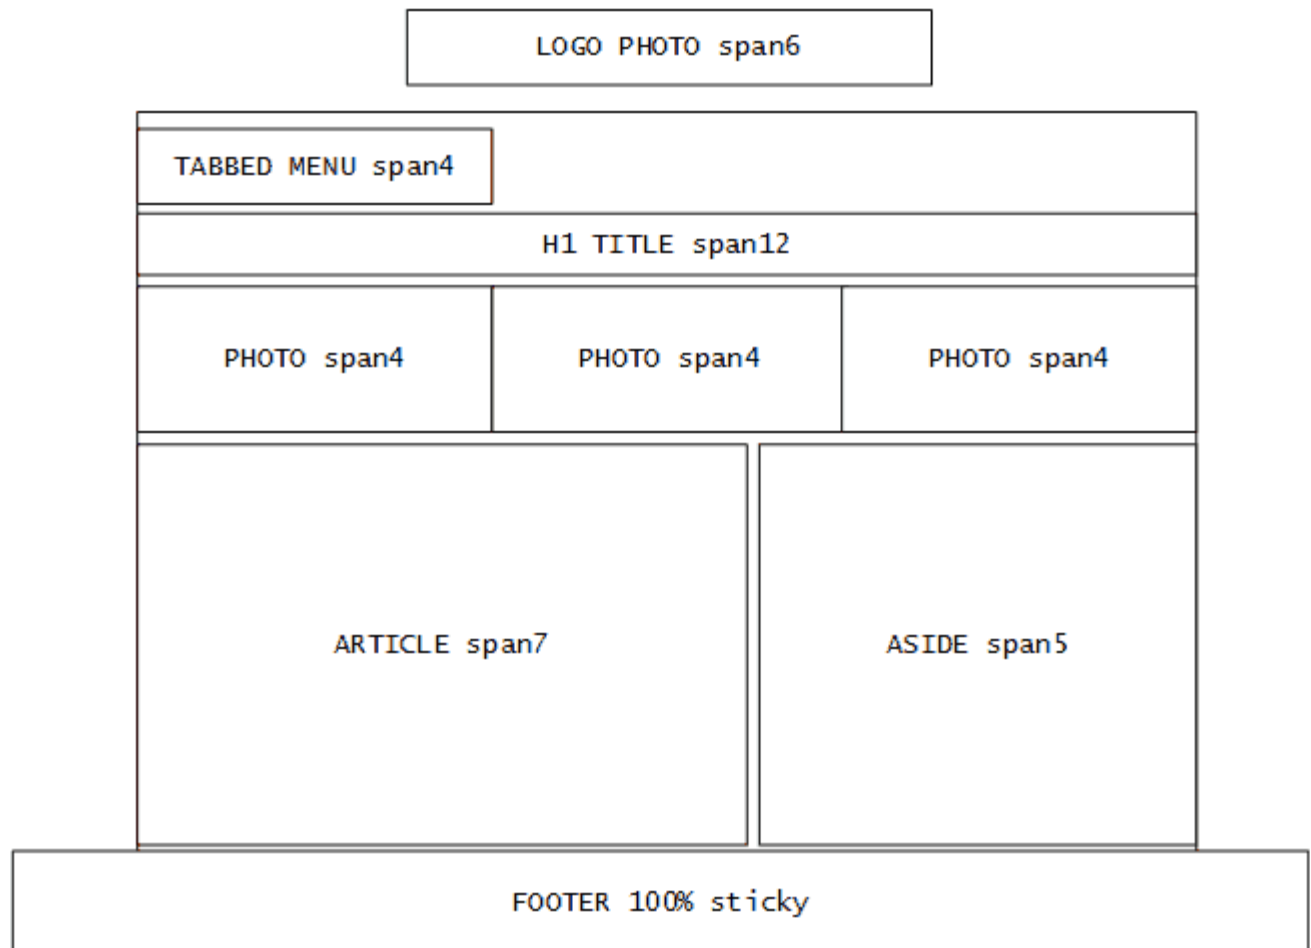 LOGO PHOTO span6
TABBED MENU span4
H1 TITLE span12
PHOTO span4
PHOTO span4
PHOTO span4
ARTICLE span7
ASIDE span5
FOOTER 100% sticky